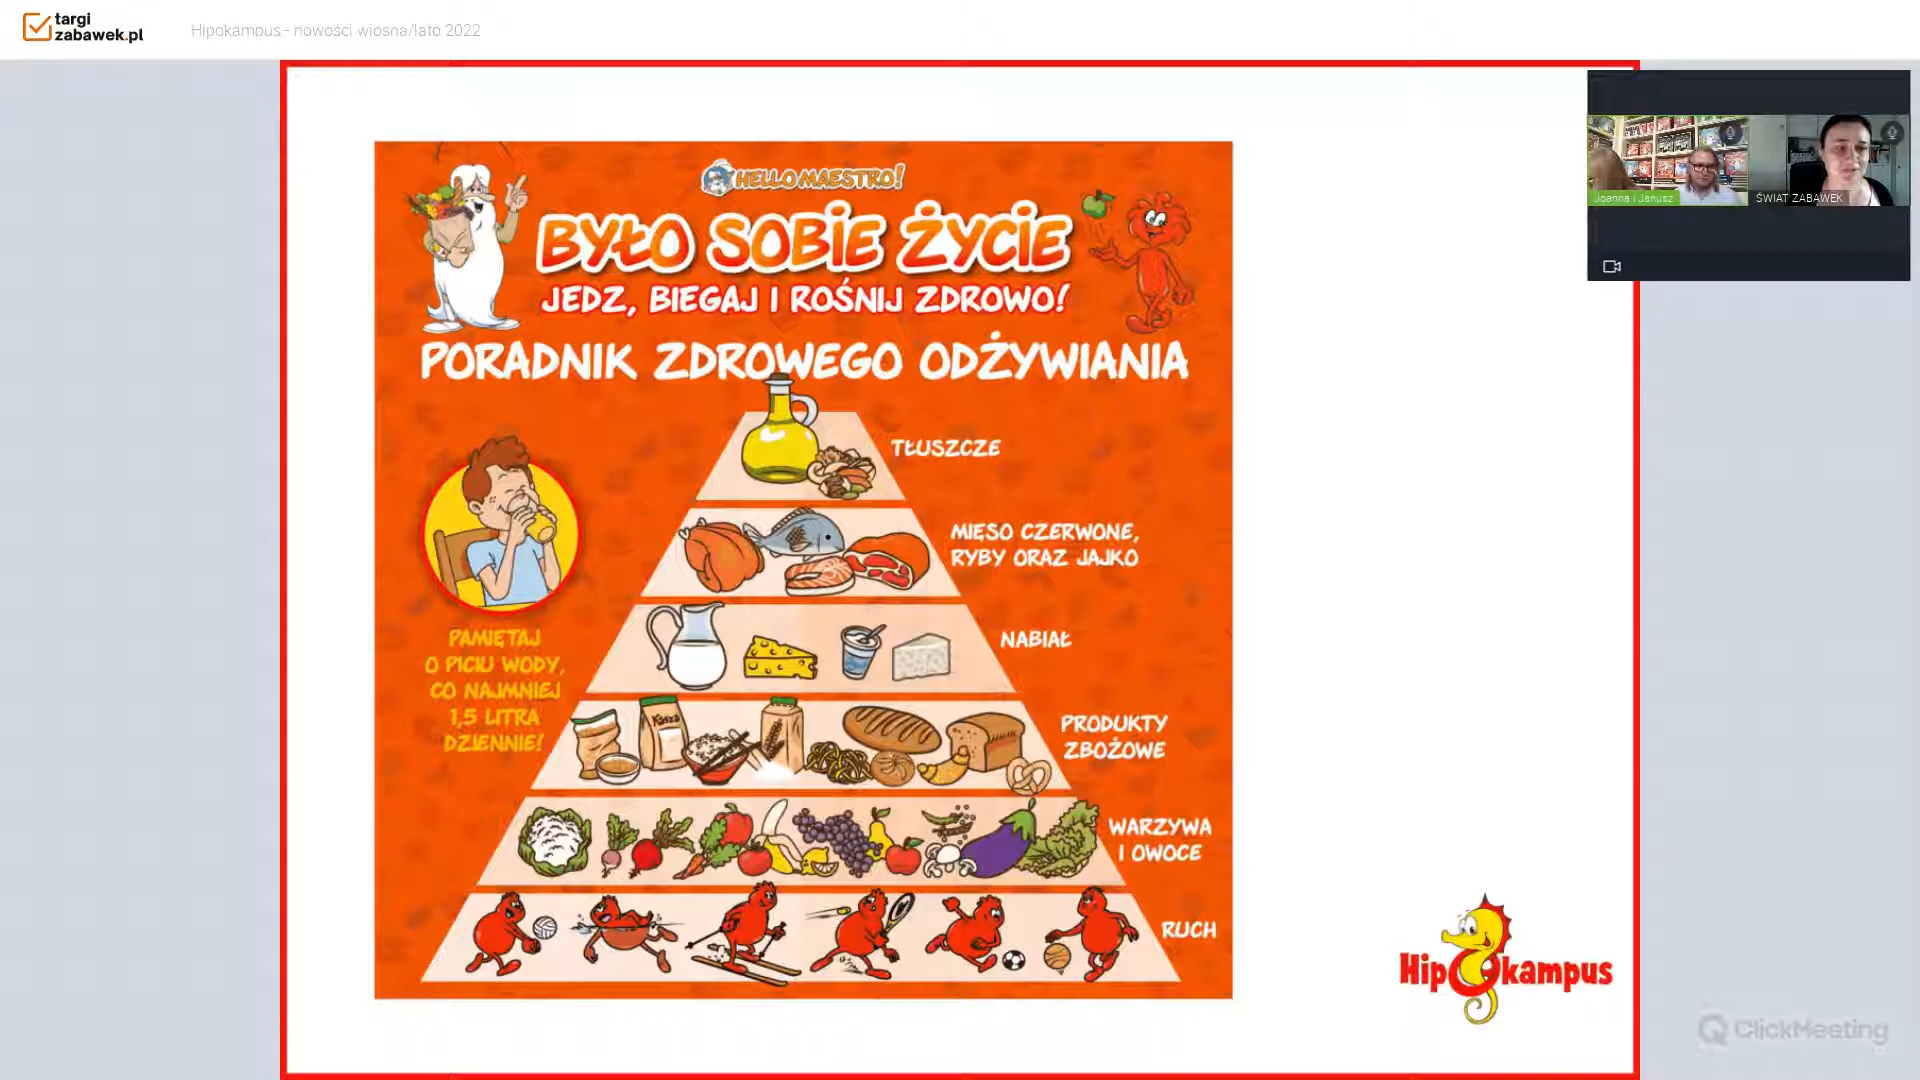 targi
zabawek.pl
Hipokampus - nowości wiosna/lato 2022
Joanna i Janusz
ŚWIAT ZABAWEK
HELLO MAESTRO!
BYŁO SOBIE ŻYCIE
JEDZ, BIEGAJ I ROŚNIJ ZDROWO!
PORADNIK ZDROWEGO ODŻYWIANIA
TŁUSZCZE
MIĘSO CZERWONE,
RYBY ORAZ JAJKO
NABIAŁ
PAMIĘTAJ
O PICIU WODY,
CO NAJMNIEJ
1,5 LITRA
DZIENNIE!
Kasza
PRODUKTY
ZBOŻOWE
WARZYWA
I OWOCE
RUCH
Hipokampus
ClickMeeting